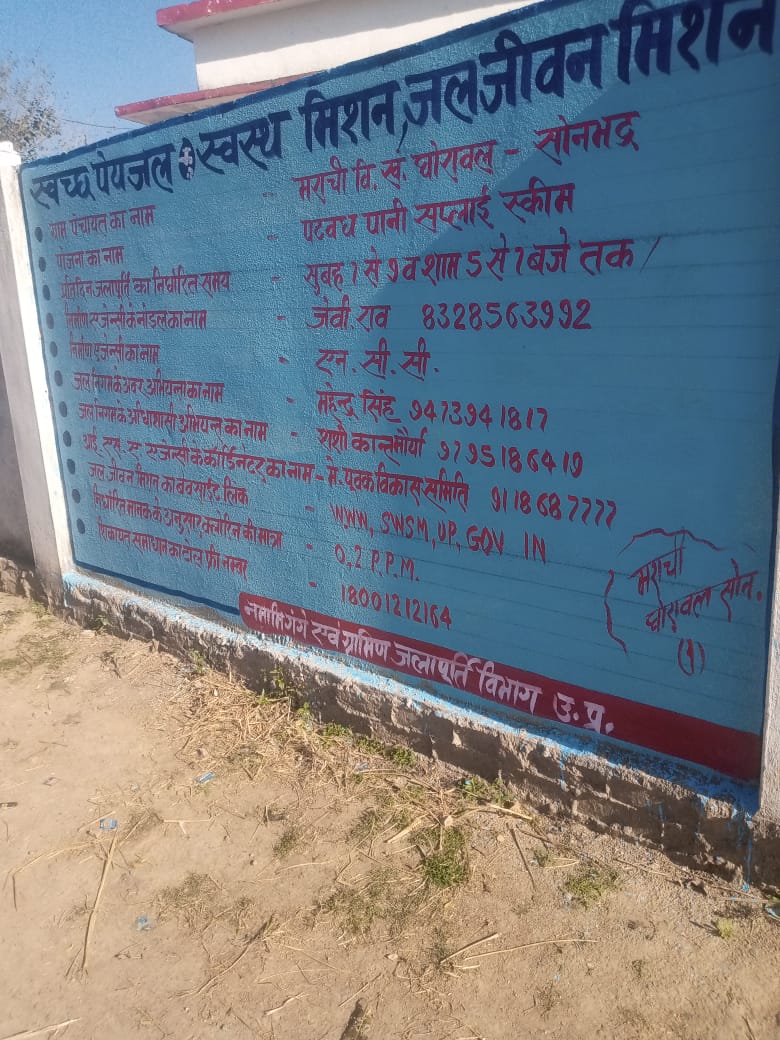 स्वच्छ पेयजल स्वस्थ मिशन, जल जीवन मिशन
ग्राम पंचायत का नाम - मराची वि. ख. घोरावल - सोनभद्र
योजना का नाम - पटवध पानी सप्लाई स्कीम
प्रतिदिन जलापूर्ति का निर्धारित समय - सुबह 7 से 9 व शाम 5 से 7 बजे तक /
निर्माण एजेन्सी के नोडल का नाम - जेवी. राव 8328563992
निर्माण एजेन्सी का नाम - एन. सी. सी.
जल निगम के अवर अभियन्ता का नाम - महेन्द्र सिंह 9473941817
जल निगम के अधिशासी अभियन्ता का नाम - शशी कान्त मौर्या 9795186419
आई. एस. ए एजेन्सी के कोर्डिनेटर का नाम - मे. युवक विकास समिति 9118687777
जल जीवन मिशन का बेवसाईट लिंक - WWW, SWSM, UP, GOV IN
निर्धारित मानक के अनुसार क्लोरिन की मात्रा - 0,2 P.P.M.
शिकायत समाधान का टोल फ्री नम्बर - 18001212164
नमामि गंगे एवं ग्रामिण जलापूर्ति विभाग उ. प्र.
मराची
घोरावल सोन.
(1)